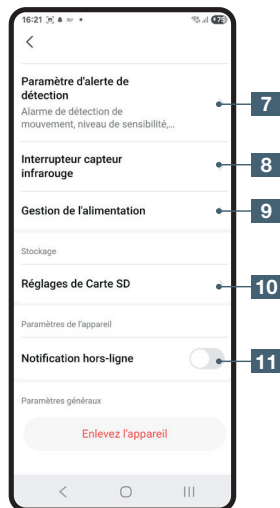 16:21
79
Paramètre d'alerte de
détection
Alarme de détection de
mouvement, niveau de sensibilité,...
7
Interrupteur capteur
infrarouge
8
Gestion de l'alimentation
9
Stockage
Réglages de Carte SD
10
Paramètres de l'appareil
Notification hors-ligne
11
Paramètres généraux
Enlevez l'appareil